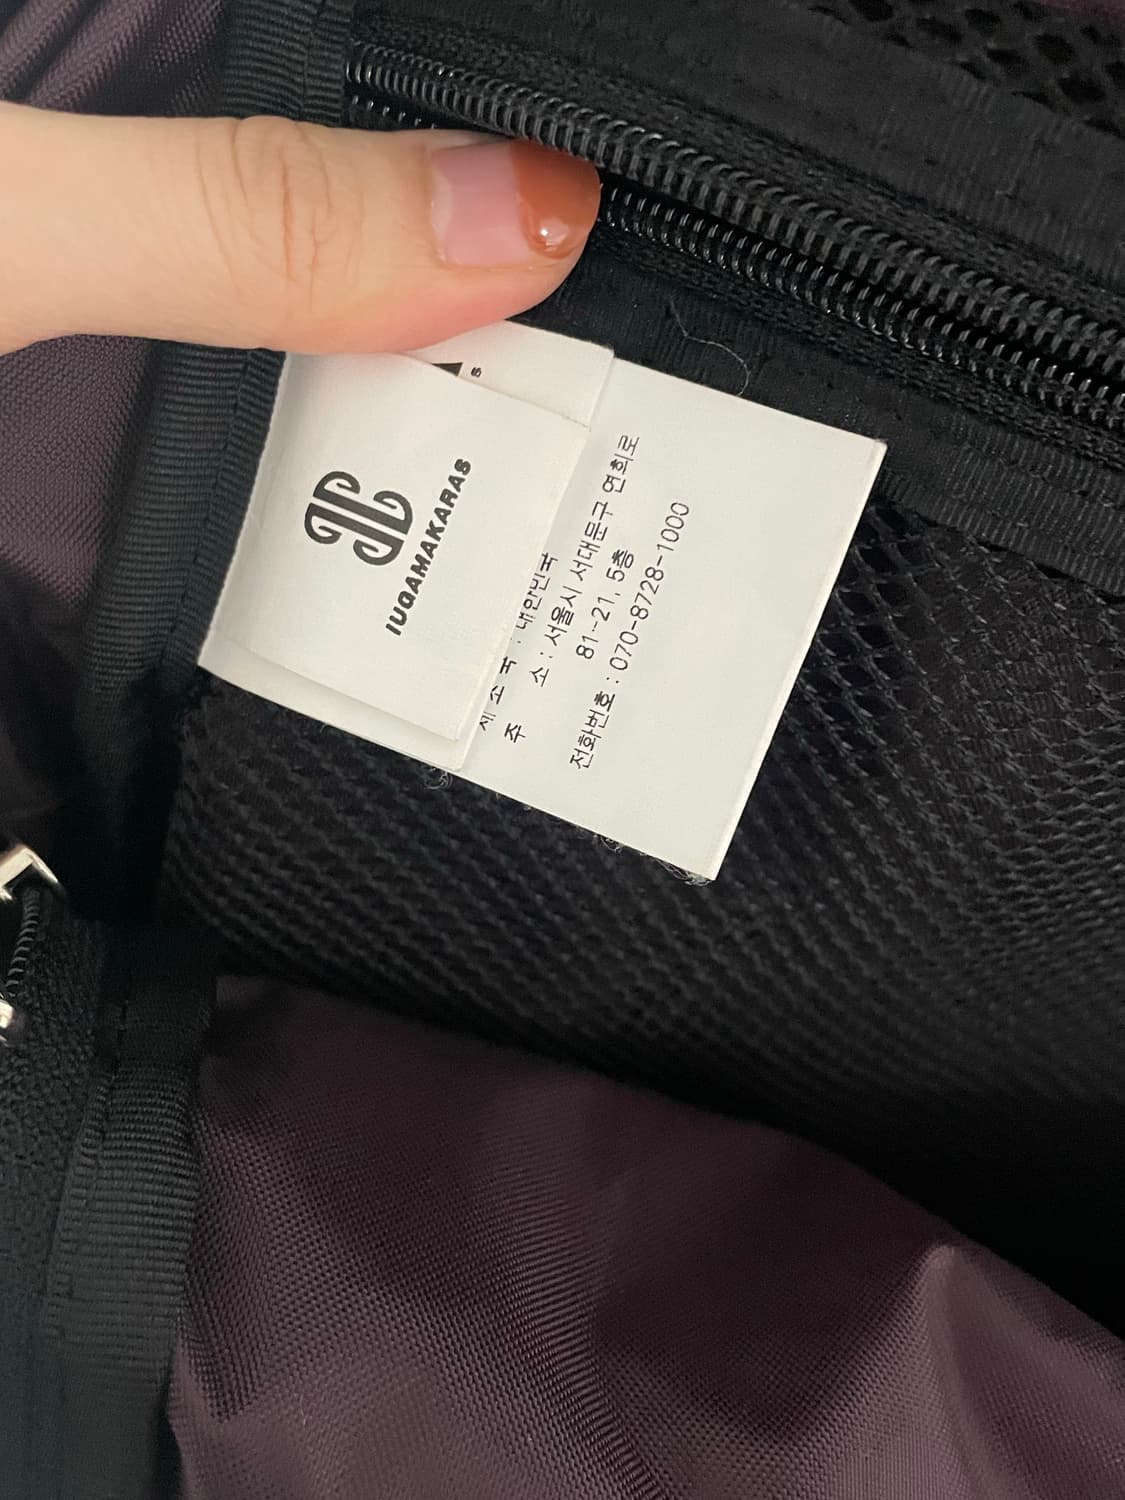 IUGAMAKARAS
제 조 국 : 대한민국
주 소 : 서울시 서대문구 연희로
81-21, 5층
전화번호 : 070-8728-1000